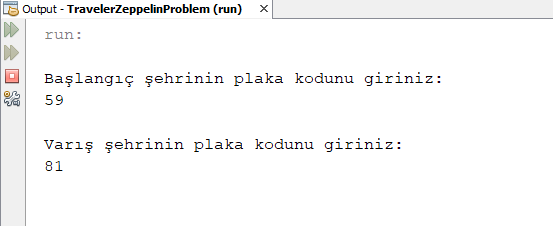 Output - TravelerZeppelinProblem (run)
run:
Başlangıç şehrinin plaka kodunu giriniz:
59
Varış şehrinin plaka kodunu giriniz:
81